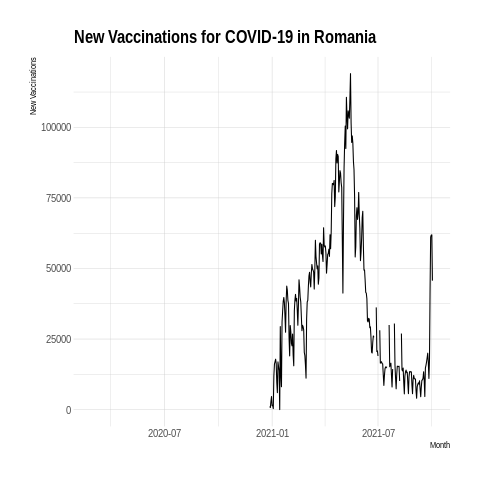 New Vaccinations for COVID-19 in Romania
New Vaccinations
100000
75000
50000
25000
0
2020-07 2021-01 2021-07
Month